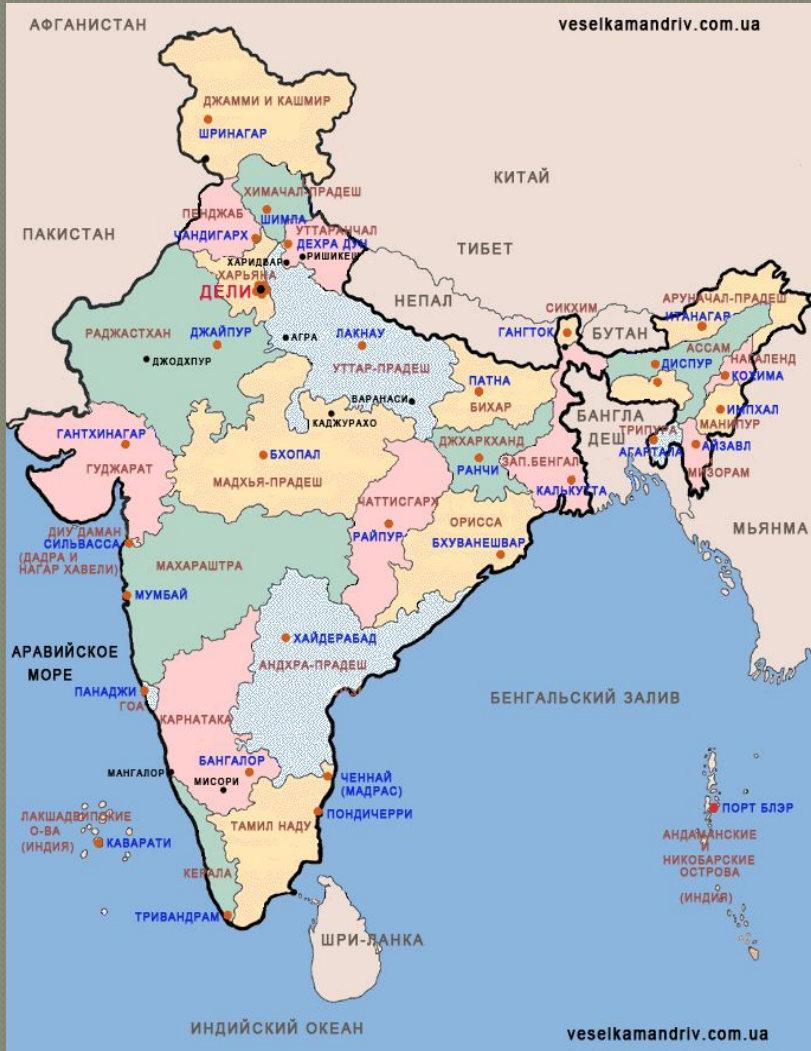 АФГАНИСТАН
veselkamandriv.com.ua
ДЖАММИ И КАШМИР
ШРИНАГАР
КИТАЙ
ХИМАЧАЛ-ПРАДЕШ
ПЕНДЖАБ
ШИМЛА
УТТАРАНЧАЛ
ПАКИСТАН
ЧАНДИГАРХ
ДЕХРА ДУН
ТИБЕТ
ХАРИДВАР
РИШИКЕШ
ХАРЬЯНА
ДЕЛИ
НЕПАЛ
СИКХИМ
АРУНАЧАЛ-ПРАДЕШ
ИТАНАГАР
РАДЖАСТХАН
ДЖАЙПУР
АГРА
ЛАКНАУ
ГАНГТОК
БУТАН
АССАМ
ДЖОДХПУР
УТТАР-ПРАДЕШ
ДИСПУР
НАГАЛЕНД
КОХИМА
ПАТНА
ВАРАНАСИ
БИХАР
КАДЖУРАХО
БАНГЛА
ДЕШ
ИМПХАЛ
МАНИПУР
ГАНТХИНАГАР
ТРИПУРА
АГАРТАЛА
АЙЗАВЛ
БХОПАЛ
ДЖХАРКХАНД
РАНЧИ
ЗАП.БЕНГАЛ
ГУДЖАРАТ
МАДХЬЯ-ПРАДЕШ
МИЗОРАМ
КАЛЬКУТТА
ЧАТТИСГАРХ
ОРИССА
МЬЯНМА
ДИУ ДАМАН
СИЛЬВАССА
(ДАДРА И
НАГАР ХАВЕЛИ)
РАЙПУР
БХУВАНЕШВАР
МАХАРАШТРА
МУМБАЙ
ХАЙДЕРАБАД
АРАВИЙСКОЕ
МОРЕ
АНДХРА-ПРАДЕШ
ПАНАДЖИ
ГОА
БЕНГАЛЬСКИЙ ЗАЛИВ
КАРНАТАКА
БАНГАЛОР
МАНГАЛОР
МИСОРИ
ЧЕННАЙ
(МАДРАС)
ЛАКШАДВИПСКИЕ
О-ВА
(ИНДИЯ)
КАВАРАТИ
ТАМИЛ НАДУ
ПОНДИЧЕРРИ
ПОРТ БЛЭР
АНДАМАНСКИЕ
И
НИКОБАРСКИЕ
ОСТРОВА
(ИНДИЯ)
КЕРАЛА
ТРИВАНДРАМ
ШРИ-ЛАНКА
ИНДИЙСКИЙ ОКЕАН
veselkamandriv.com.ua